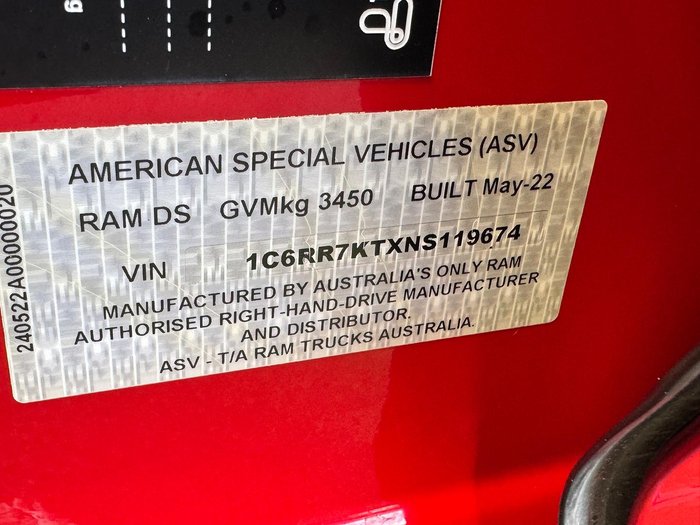 AMERICAN SPECIAL VEHICLES (ASV)
RAM DS GVMkg 3450 BUILT May-22
VIN 1C6RR7KTXNS119674
MANUFACTURED BY AUSTRALIA'S ONLY RAM
AUTHORISED RIGHT-HAND-DRIVE MANUFACTURER
AND DISTRIBUTOR.
ASV - T/A RAM TRUCKS AUSTRALIA.
240522A00000020